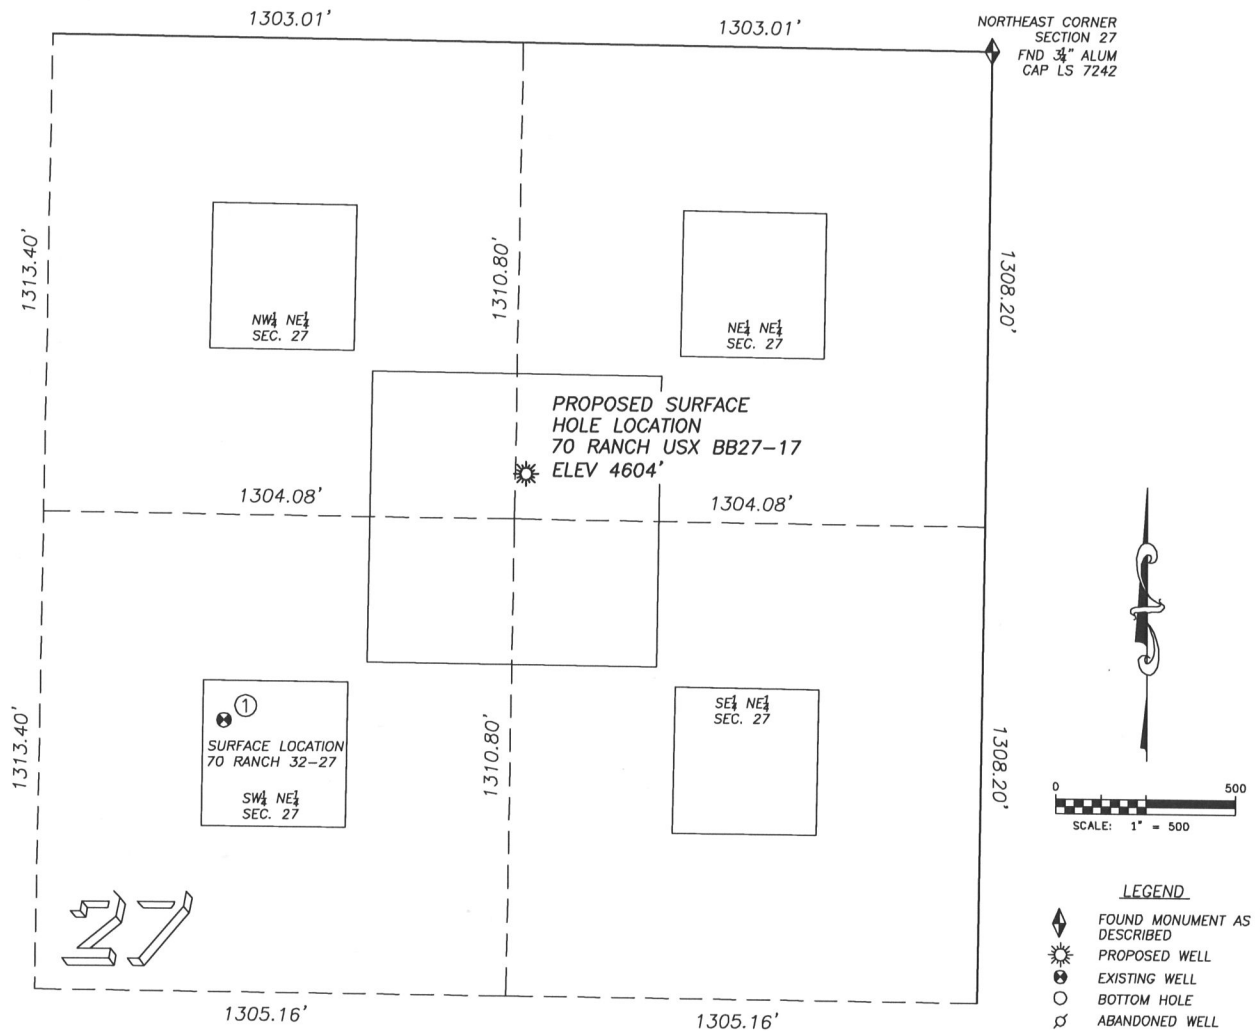 1303.01'
1303.01'
NORTHEAST CORNER
SECTION 27
FND 3¼" ALUM
CAP LS 7242
1313.40'
1310.80'
1308.20'
NW¼ NE¼
SEC. 27
NE¼ NE¼
SEC. 27
PROPOSED SURFACE
HOLE LOCATION
70 RANCH USX BB27-17
ELEV 4604'
1304.08'
1304.08'
1313.40'
1310.80'
1308.20'
1
SURFACE LOCATION
70 RANCH 32-27
SW¼ NE¼
SEC. 27
SE¼ NE¼
SEC. 27
0 500
SCALE: 1" = 500
27
1305.16'
1305.16'
LEGEND
FOUND MONUMENT AS
DESCRIBED
PROPOSED WELL
EXISTING WELL
BOTTOM HOLE
ABANDONED WELL